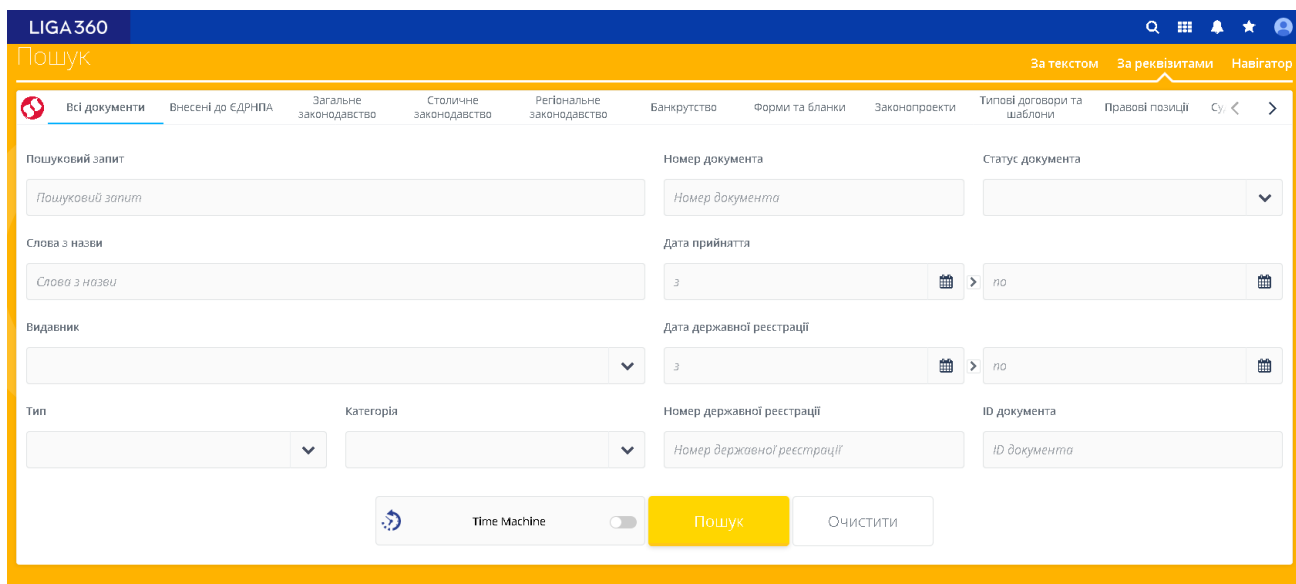 LIGA360
Пошук
За текстом За реквізитами Навігатор
Всі документи Внесені до ЄДРНПА Загальне законодавство Столичне законодавство Регіональне законодавство Банкрутство Форми та бланки Законопроекти Типові договори та шаблони Правові позиції Су
Пошуковий запит Номер документа Статус документа
Пошуковий запит Номер документа
Слова з назви Дата прийняття
Слова з назви з по
Видавник Дата державної реєстрації
з по
Тип Категорія Номер державної реєстрації ID документа
Номер державної реєстрації ID документа
Time Machine Пошук Очистити